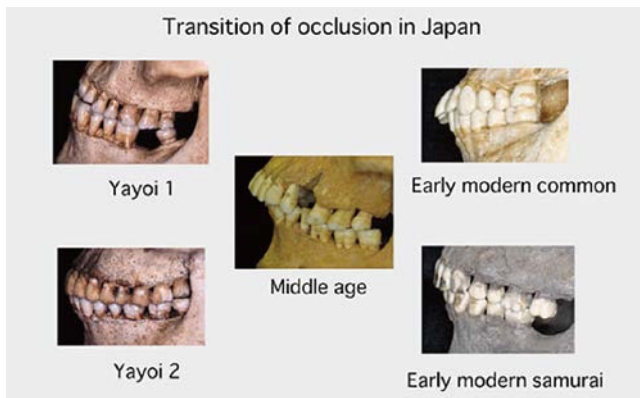 Transition of occlusion in Japan
Yayoi 1
Early modern common
Middle age
Yayoi 2
Early modern samurai